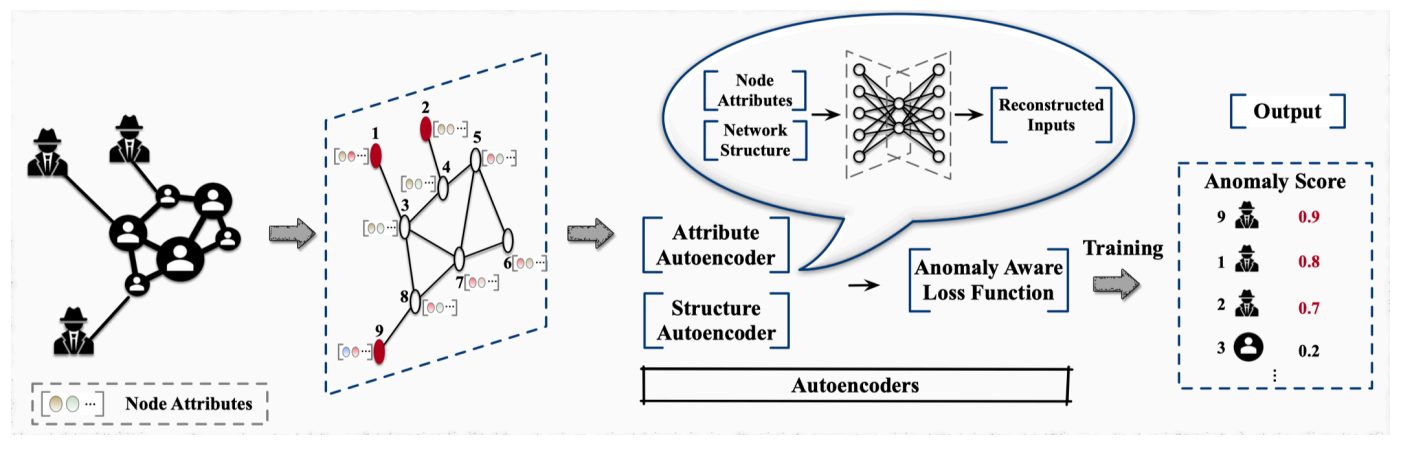 1
2
3
4
5
6
7
8
9
[ ... ] Node Attributes
Node
Attributes
Network
Structure
Reconstructed
Inputs
Attribute
Autoencoder
Structure
Autoencoder
Anomaly Aware
Loss Function
Autoencoders
Training
Output
Anomaly Score
9 0.9
1 0.8
2 0.7
3 0.2
⋮